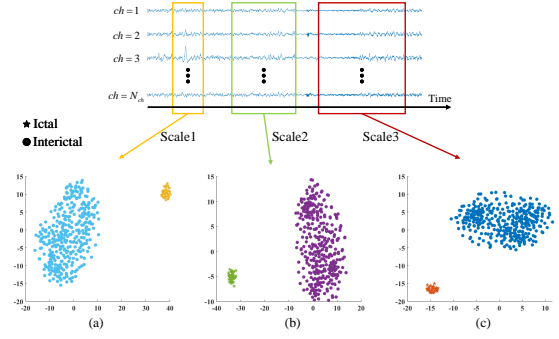 ch = 1
ch = 2
ch = 3
ch = N_ch
Time
★ Ictal
● Interictal
Scale1 Scale2 Scale3
15
10
5
0
-5
-10
-15
-20
-20 -10 0 10 20 30 40
(a)
15
10
5
0
-5
-10
-40 -30 -20 -10 0 10 20
(b)
15
10
5
0
-5
-10
-15
-20
-20 -15 -10 -5 0 5 10
(c)